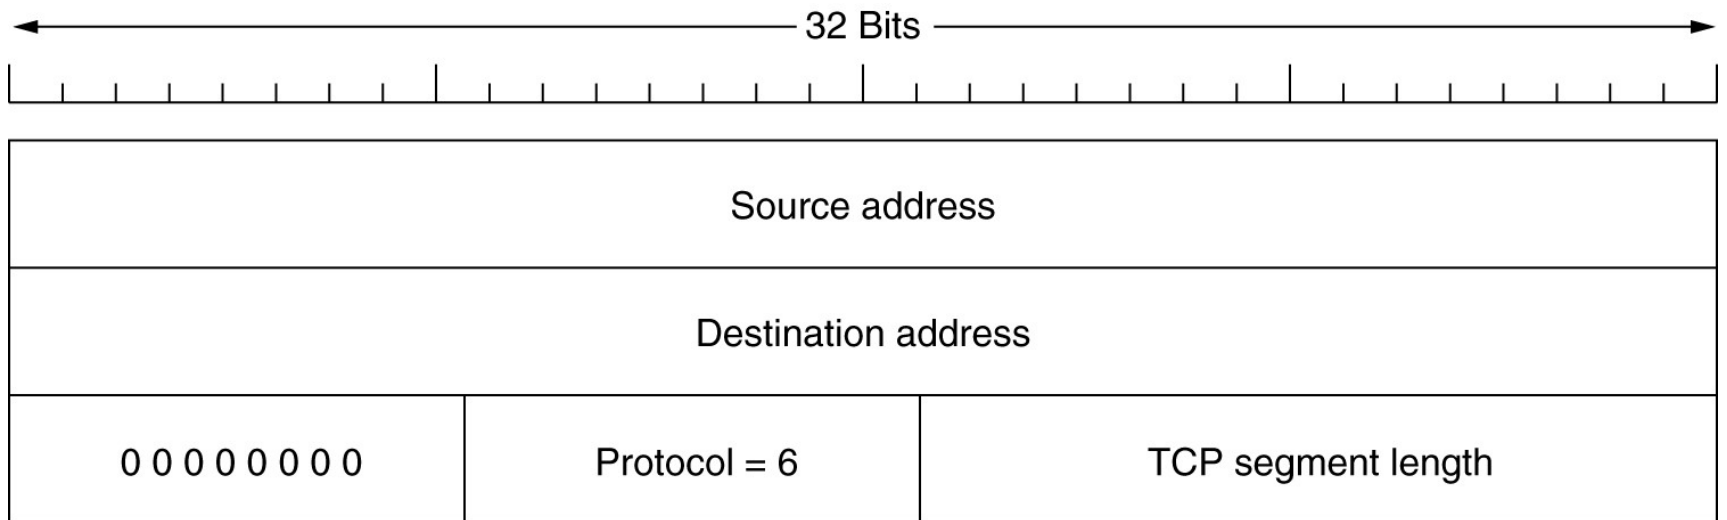 32 Bits
Source address
Destination address
0 0 0 0 0 0 0 0 Protocol = 6 TCP segment length